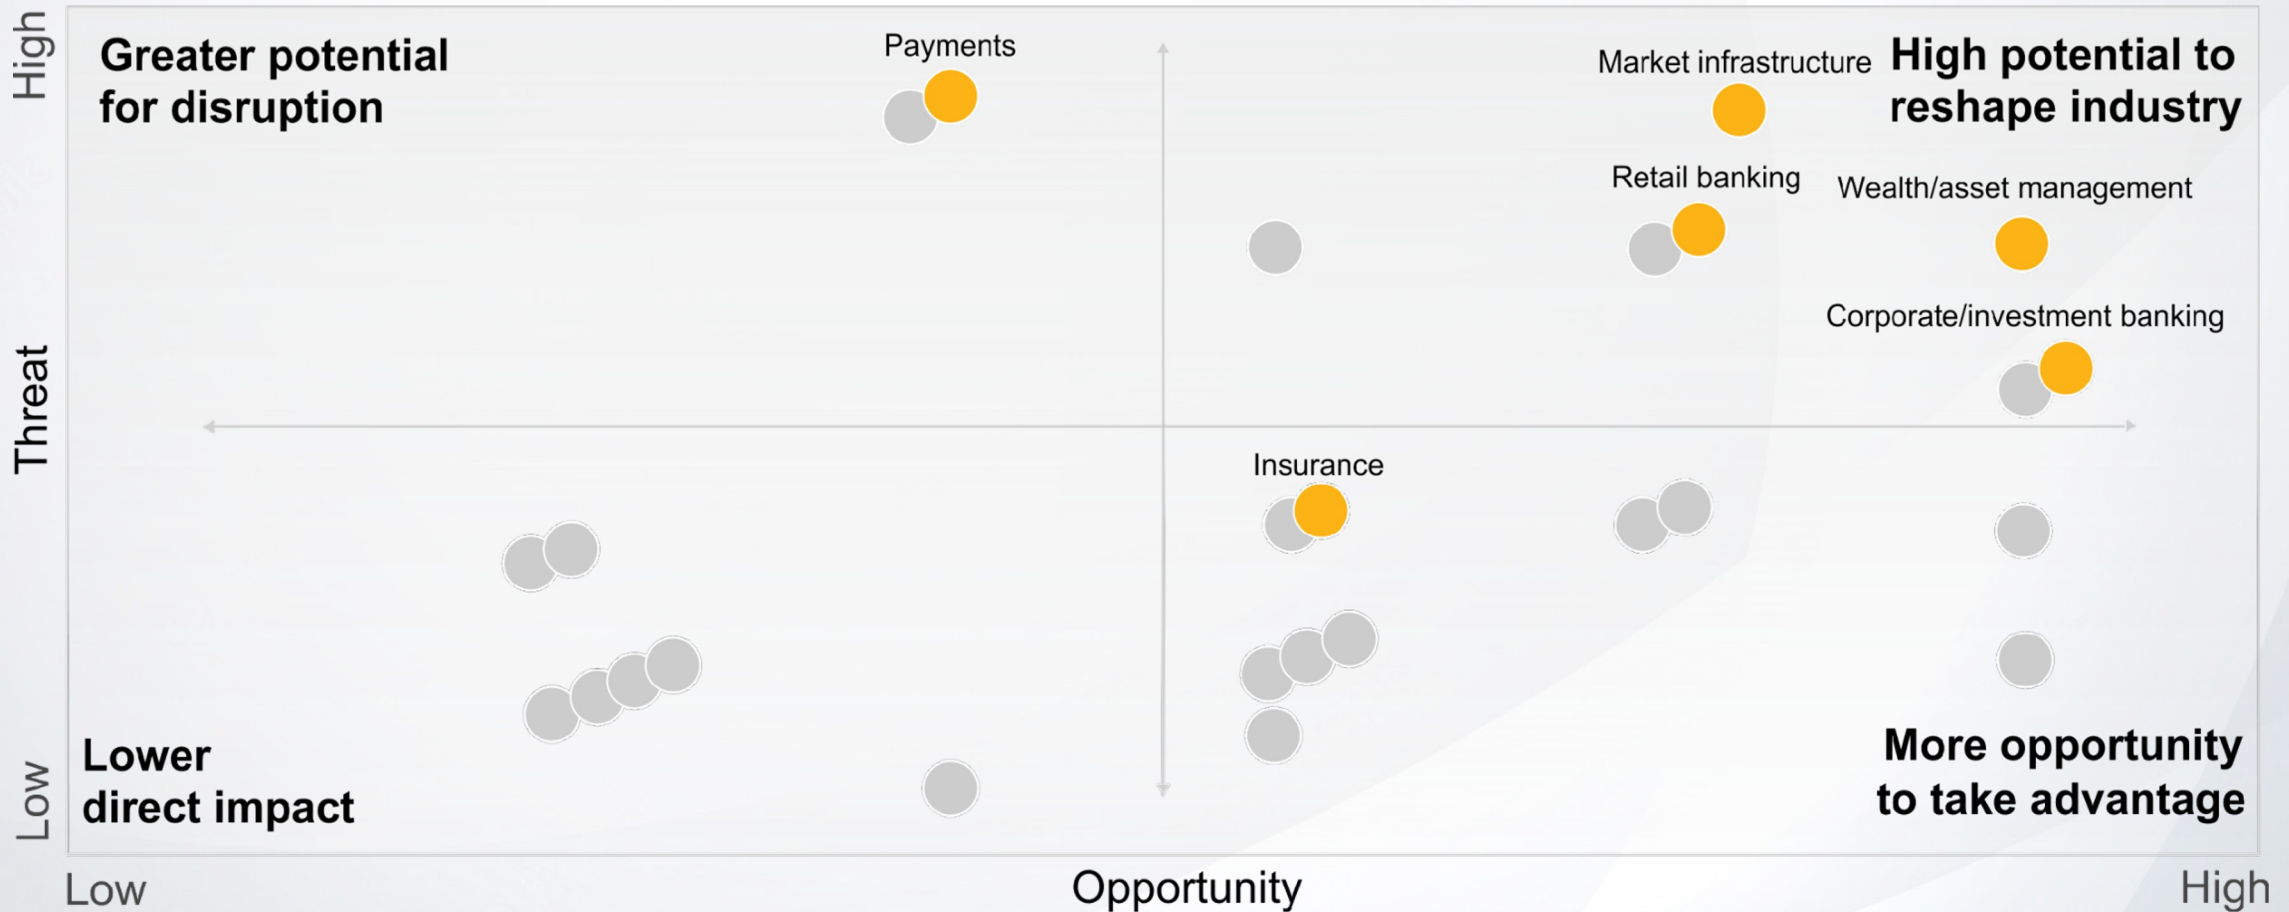 High
Greater potential
for disruption
Payments
Market infrastructure
High potential to
reshape industry
Retail banking
Wealth/asset management
Corporate/investment banking
Threat
Insurance
Lower
direct impact
More opportunity
to take advantage
Low
Low
Opportunity
High